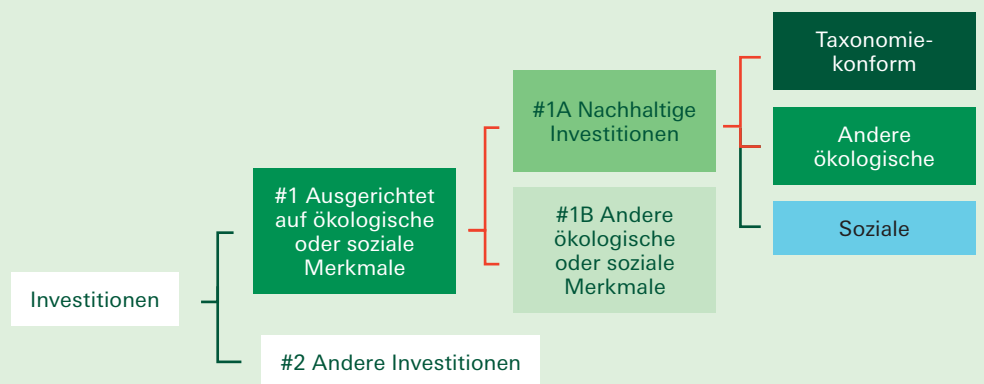 Investitionen
#1 Ausgerichtet
auf ökologische
oder soziale
Merkmale
#2 Andere Investitionen
#1A Nachhaltige
Investitionen
#1B Andere
ökologische
oder soziale
Merkmale
Taxonomie-
konform
Andere
ökologische
Soziale